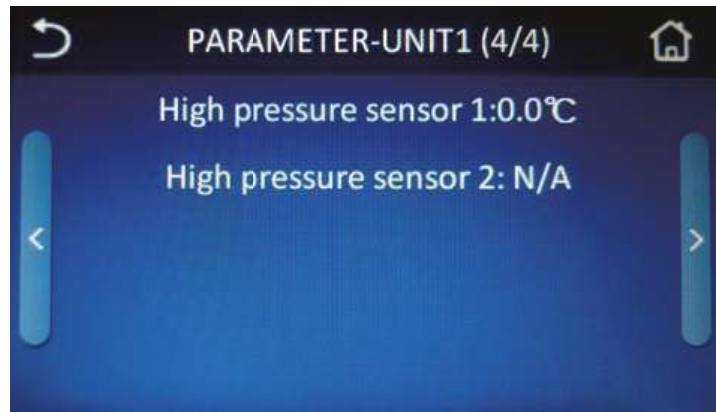 PARAMETER-UNIT1 (4/4)
High pressure sensor 1:0.0℃
High pressure sensor 2: N/A